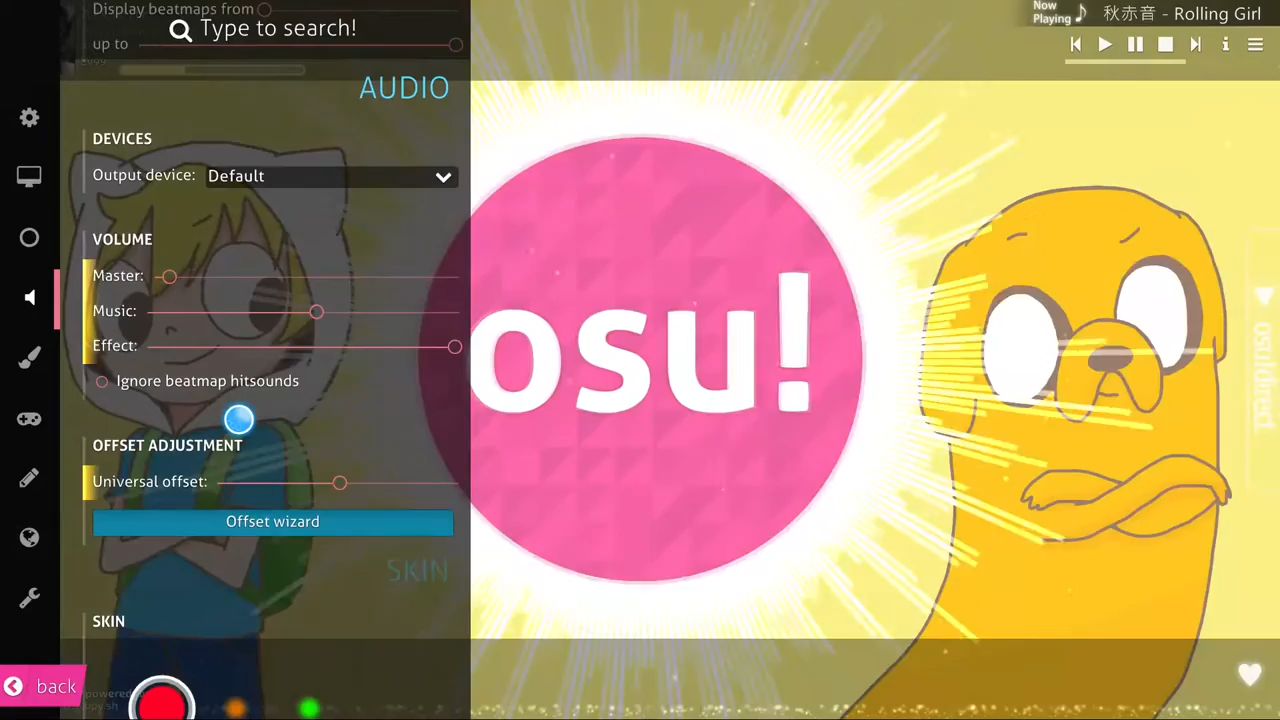 Display beatmaps from
Type to search!
up to
AUDIO
DEVICES
Output device: Default
VOLUME
Master:
Music:
Effect:
Ignore beatmap hitsounds
OFFSET ADJUSTMENT
Universal offset:
Offset wizard
SKIN
SKIN
back
powered
osu!
Now
Playing
秋赤音 - Rolling Girl
osu!direct